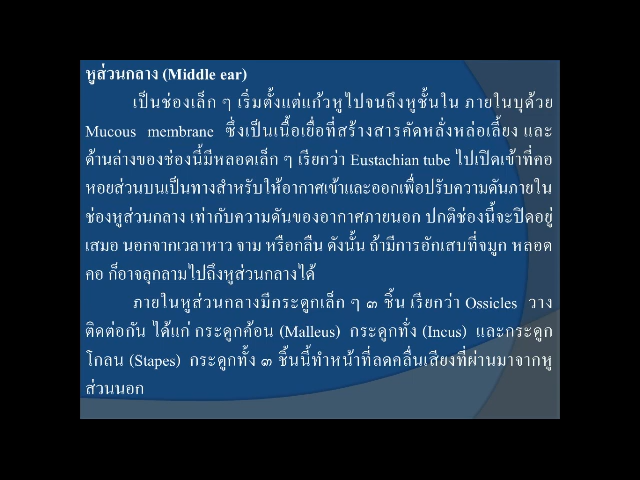 หูส่วนกลาง (Middle ear)
เป็นช่องเล็ก ๆ เริ่มตั้งแต่แก้วหูไปจนถึงหูชั้นใน ภายในบุด้วย
Mucous membrane ซึ่งเป็นเนื้อเยื่อที่สร้างสารคัดหลั่งหล่อเลี้ยง และ
ด้านล่างของช่องนี้มีหลอดเล็ก ๆ เรียกว่า Eustachian tube ไปเปิดเข้าที่คอ
หอยส่วนบนเป็นทางสำหรับให้อากาศเข้าและออกเพื่อปรับความดันภายใน
ช่องหูส่วนกลาง เท่ากับความดันของอากาศภายนอก ปกติช่องนี้จะปิดอยู่
เสมอ นอกจากเวลาหาว จาม หรือกลืน ดังนั้น ถ้ามีการอักเสบที่จมูก หลอด
คอ ก็อาจลุกลามไปถึงหูส่วนกลางได้
ภายในหูส่วนกลางมีกระดูกเล็ก ๆ ๓ ชิ้น เรียกว่า Ossicles วาง
ติดต่อกัน ได้แก่ กระดูกค้อน (Malleus) กระดูกทั่ง (Incus) และกระดูก
โกลน (Stapes) กระดูกทั้ง ๓ ชิ้นนี้ทำหน้าที่ลดคลื่นเสียงที่ผ่านมาจากหู
ส่วนนอก